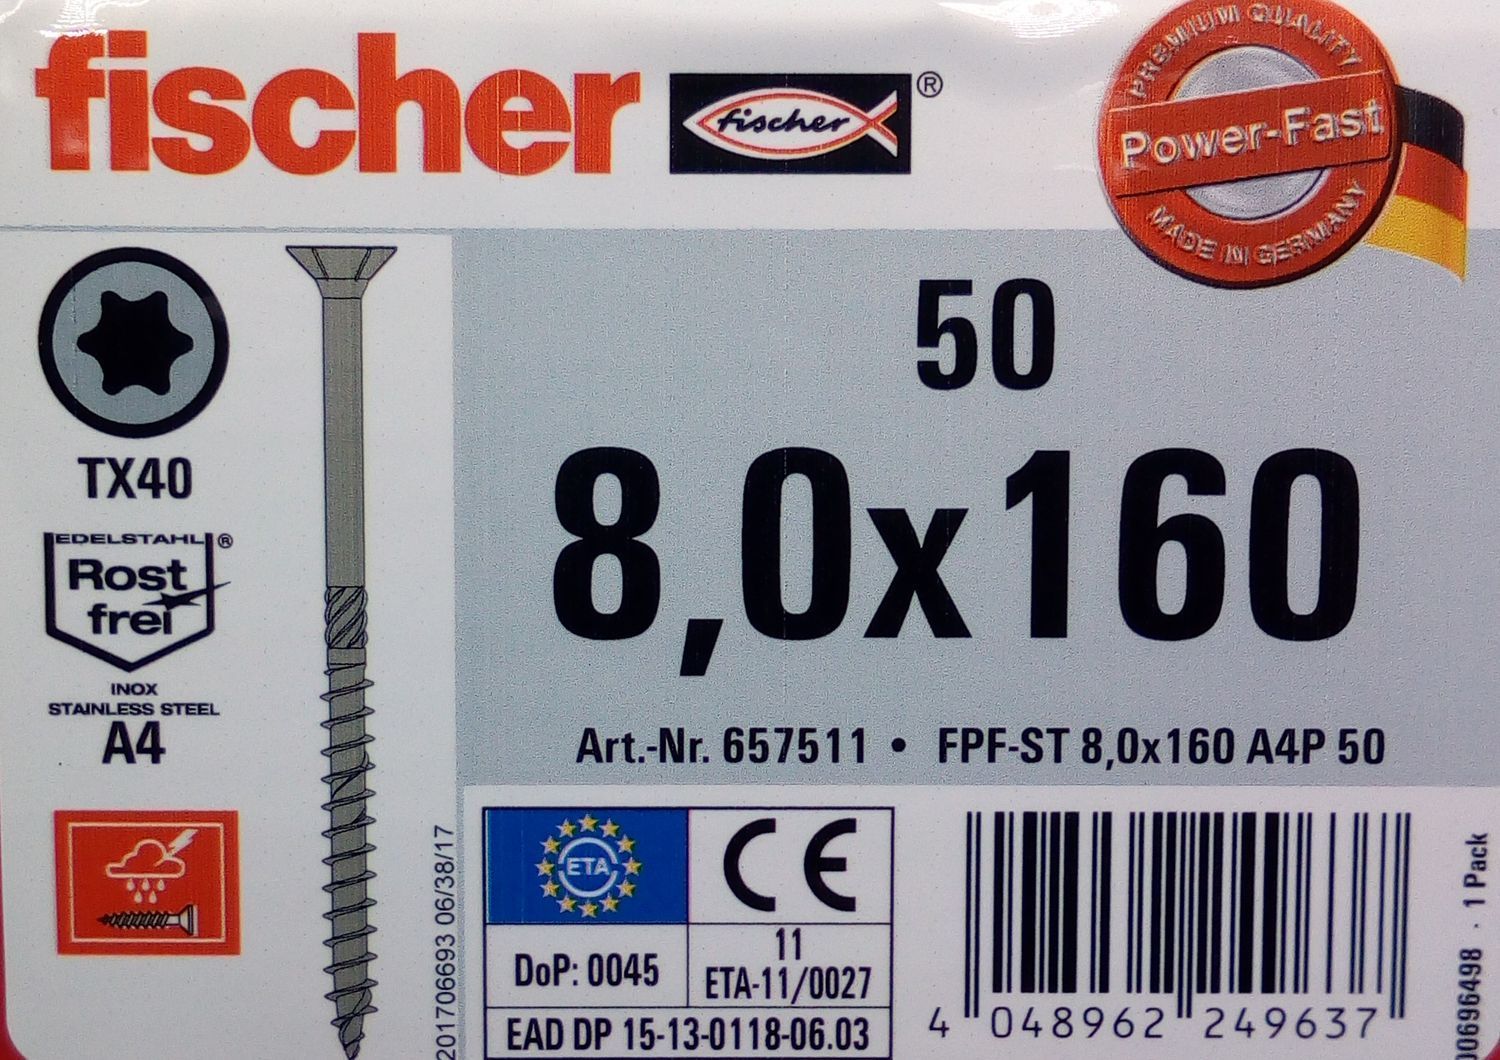 fischer
fischer ®
PREMIUM QUALITY
Power-Fast
MADE IN GERMANY
TX40
EDELSTAHL ®
Rost
frei
INOX
STAINLESS STEEL
A4
50
8,0x160
Art.-Nr. 657511 • FPF-ST 8,0x160 A4P 50
201706693 06/38/17
ETA
CE
DoP: 0045
11
ETA-11/0027
EAD DP 15-13-0118-06.03
4 048962 249637
00696498 · 1 Pack